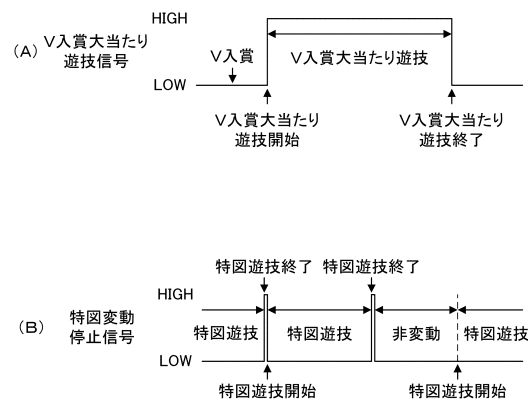 HIGH
(A)
V入賞大当たり
遊技信号
V入賞
V入賞大当たり遊技
LOW
V入賞大当たり
遊技開始
V入賞大当たり
遊技終了
特図遊技終了
特図遊技終了
HIGH
(B)
特図変動
停止信号
特図遊技
特図遊技
非変動
特図遊技
LOW
特図遊技開始
特図遊技開始